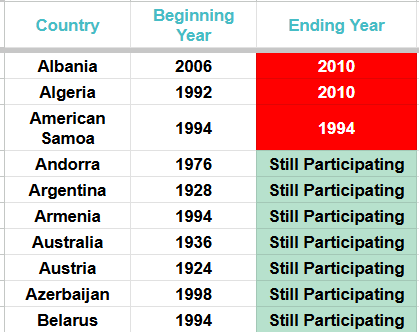 Country Beginning Year Ending Year
Albania 2006 2010
Algeria 1992 2010
American Samoa 1994 1994
Andorra 1976 Still Participating
Argentina 1928 Still Participating
Armenia 1994 Still Participating
Australia 1936 Still Participating
Austria 1924 Still Participating
Azerbaijan 1998 Still Participating
Belarus 1994 Still Participating